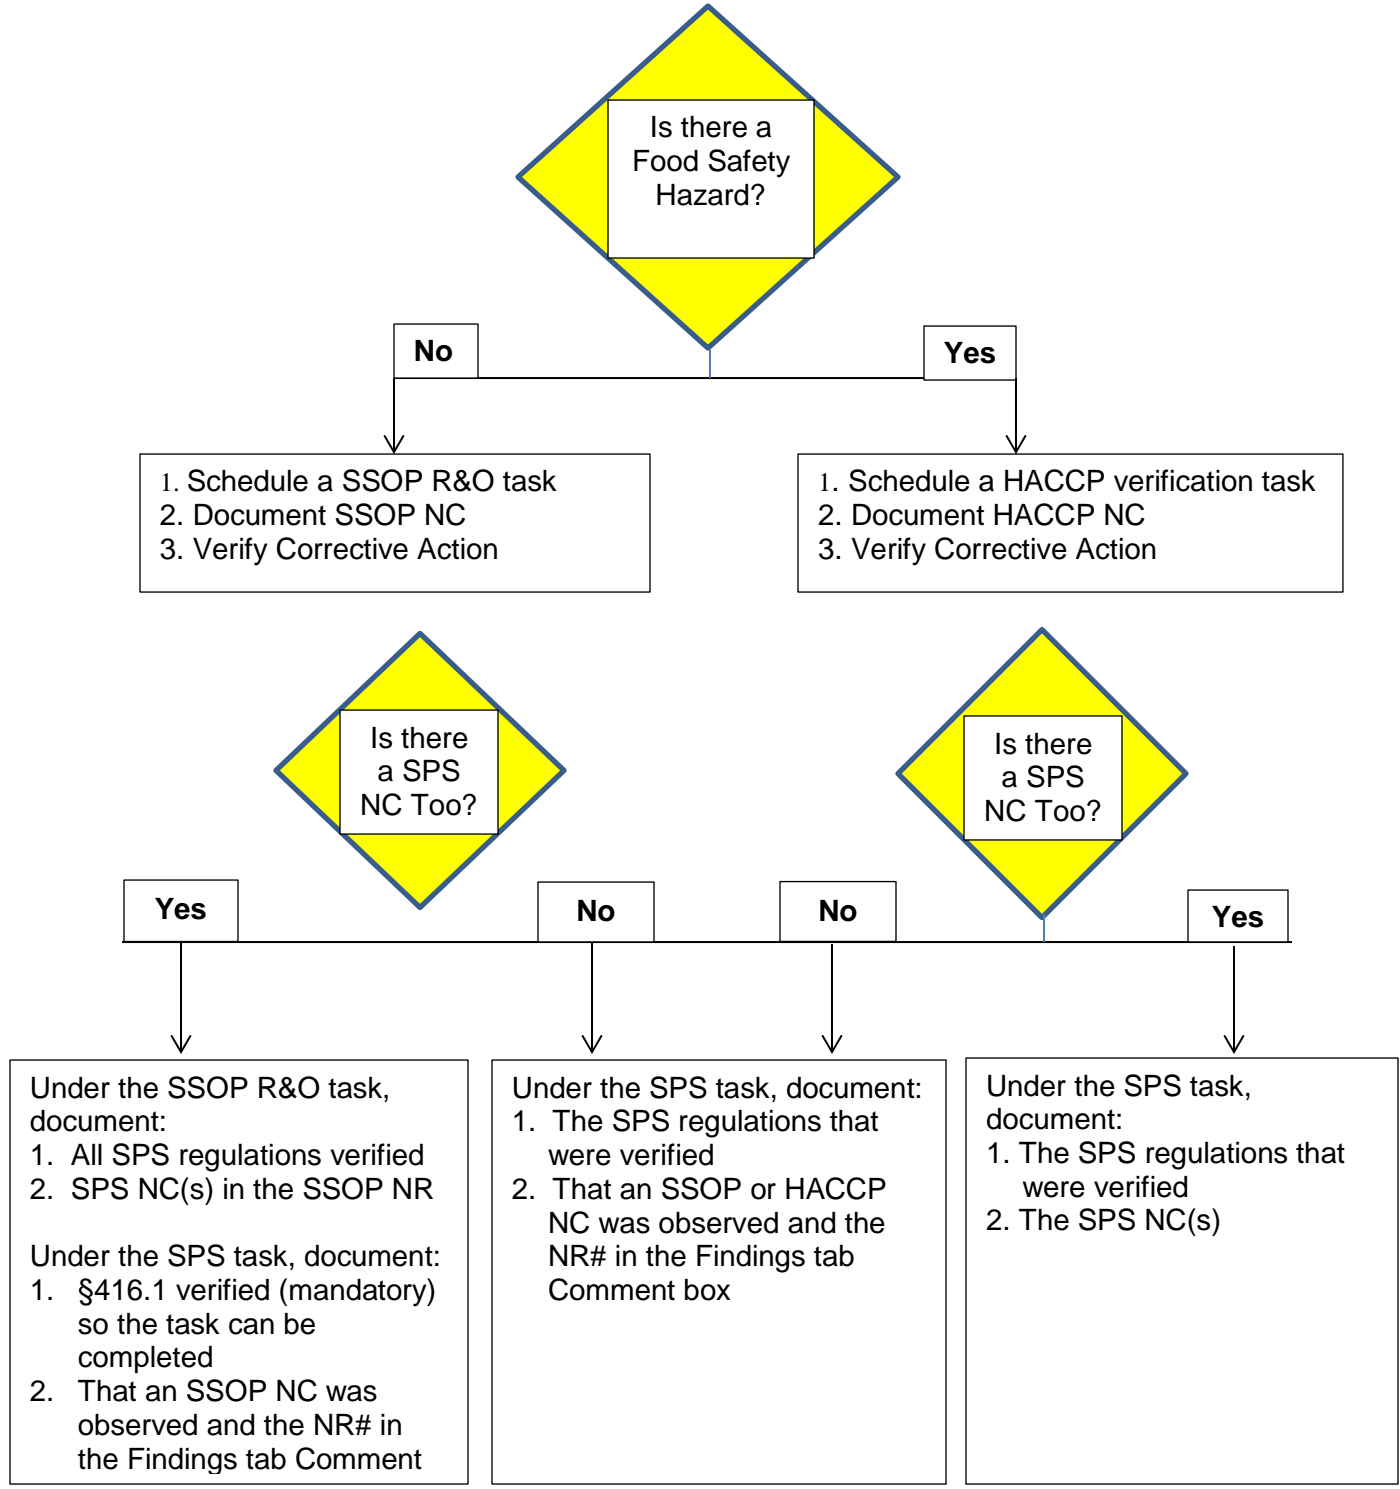 Is there a
Food Safety
Hazard?
No
Yes
1. Schedule a SSOP R&O task
2. Document SSOP NC
3. Verify Corrective Action
1. Schedule a HACCP verification task
2. Document HACCP NC
3. Verify Corrective Action
Is there
a SPS
NC Too?
Is there
a SPS
NC Too?
Yes
No
No
Yes
Under the SSOP R&O task,
document:
1. All SPS regulations verified
2. SPS NC(s) in the SSOP NR
Under the SPS task, document:
1. §416.1 verified (mandatory)
so the task can be
completed
2. That an SSOP NC was
observed and the NR# in
the Findings tab Comment
Under the SPS task, document:
1. The SPS regulations that
were verified
2. That an SSOP or HACCP
NC was observed and the
NR# in the Findings tab
Comment box
Under the SPS task,
document:
1. The SPS regulations that
were verified
2. The SPS NC(s)